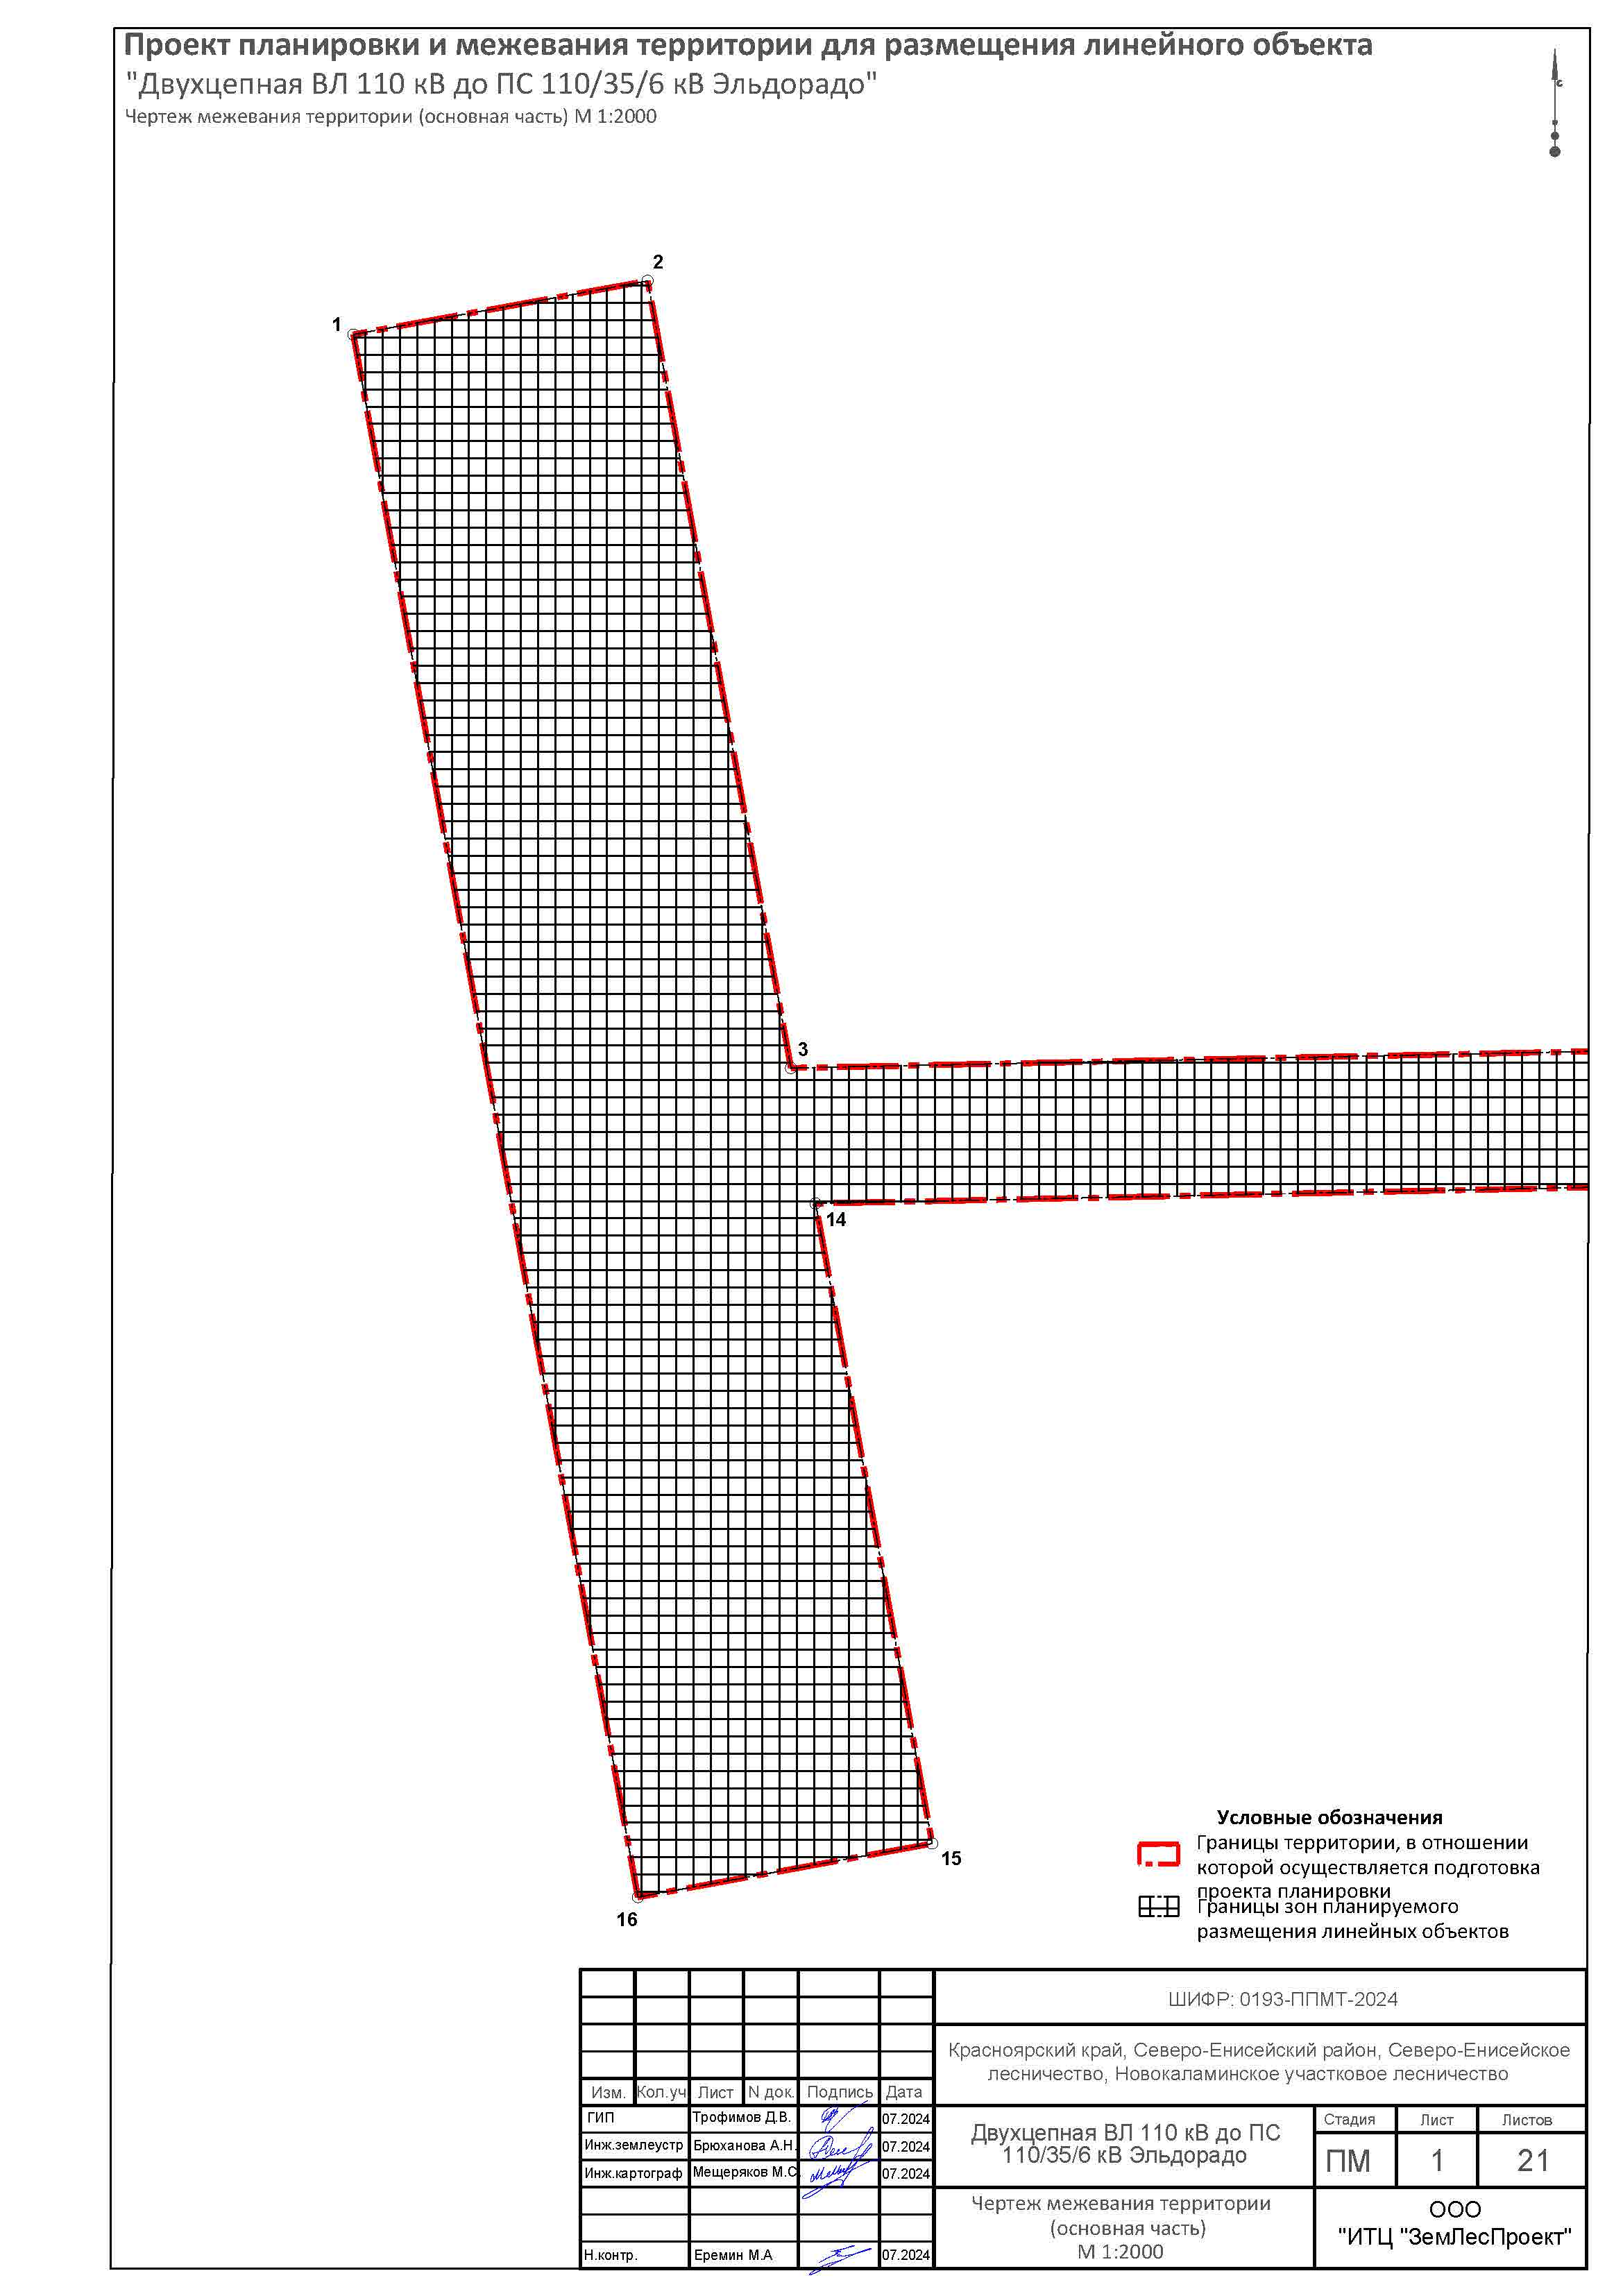 Проект планировки и межевания территории для размещения линейного объекта
"Двухцепная ВЛ 110 кВ до ПС 110/35/6 кВ Эльдорадо"
Чертеж межевания территории (основная часть) М 1:2000
с
2
1
3
14
15
16
Условные обозначения
Границы территории, в отношении
которой осуществляется подготовка
проекта планировки
Границы зон планируемого
размещения линейных объектов
ШИФР: 0193-ППМТ-2024
Красноярский край, Северо-Енисейский район, Северо-Енисейское
лесничество, Новокаламинское участковое лесничество
Изм. Кол.уч Лист N док. Подпись Дата
ГИП Трофимов Д.В. 07.2024
Инж.землеустр Брюханова А.Н. 07.2024
Инж.картограф Мещеряков М.С. 07.2024
Н.контр. Еремин М.А 07.2024
Двухцепная ВЛ 110 кВ до ПС
110/35/6 кВ Эльдорадо
Стадия Лист Листов
ПМ 1 21
Чертеж межевания территории
(основная часть)
М 1:2000
ООО
"ИТЦ "ЗемЛесПроект"